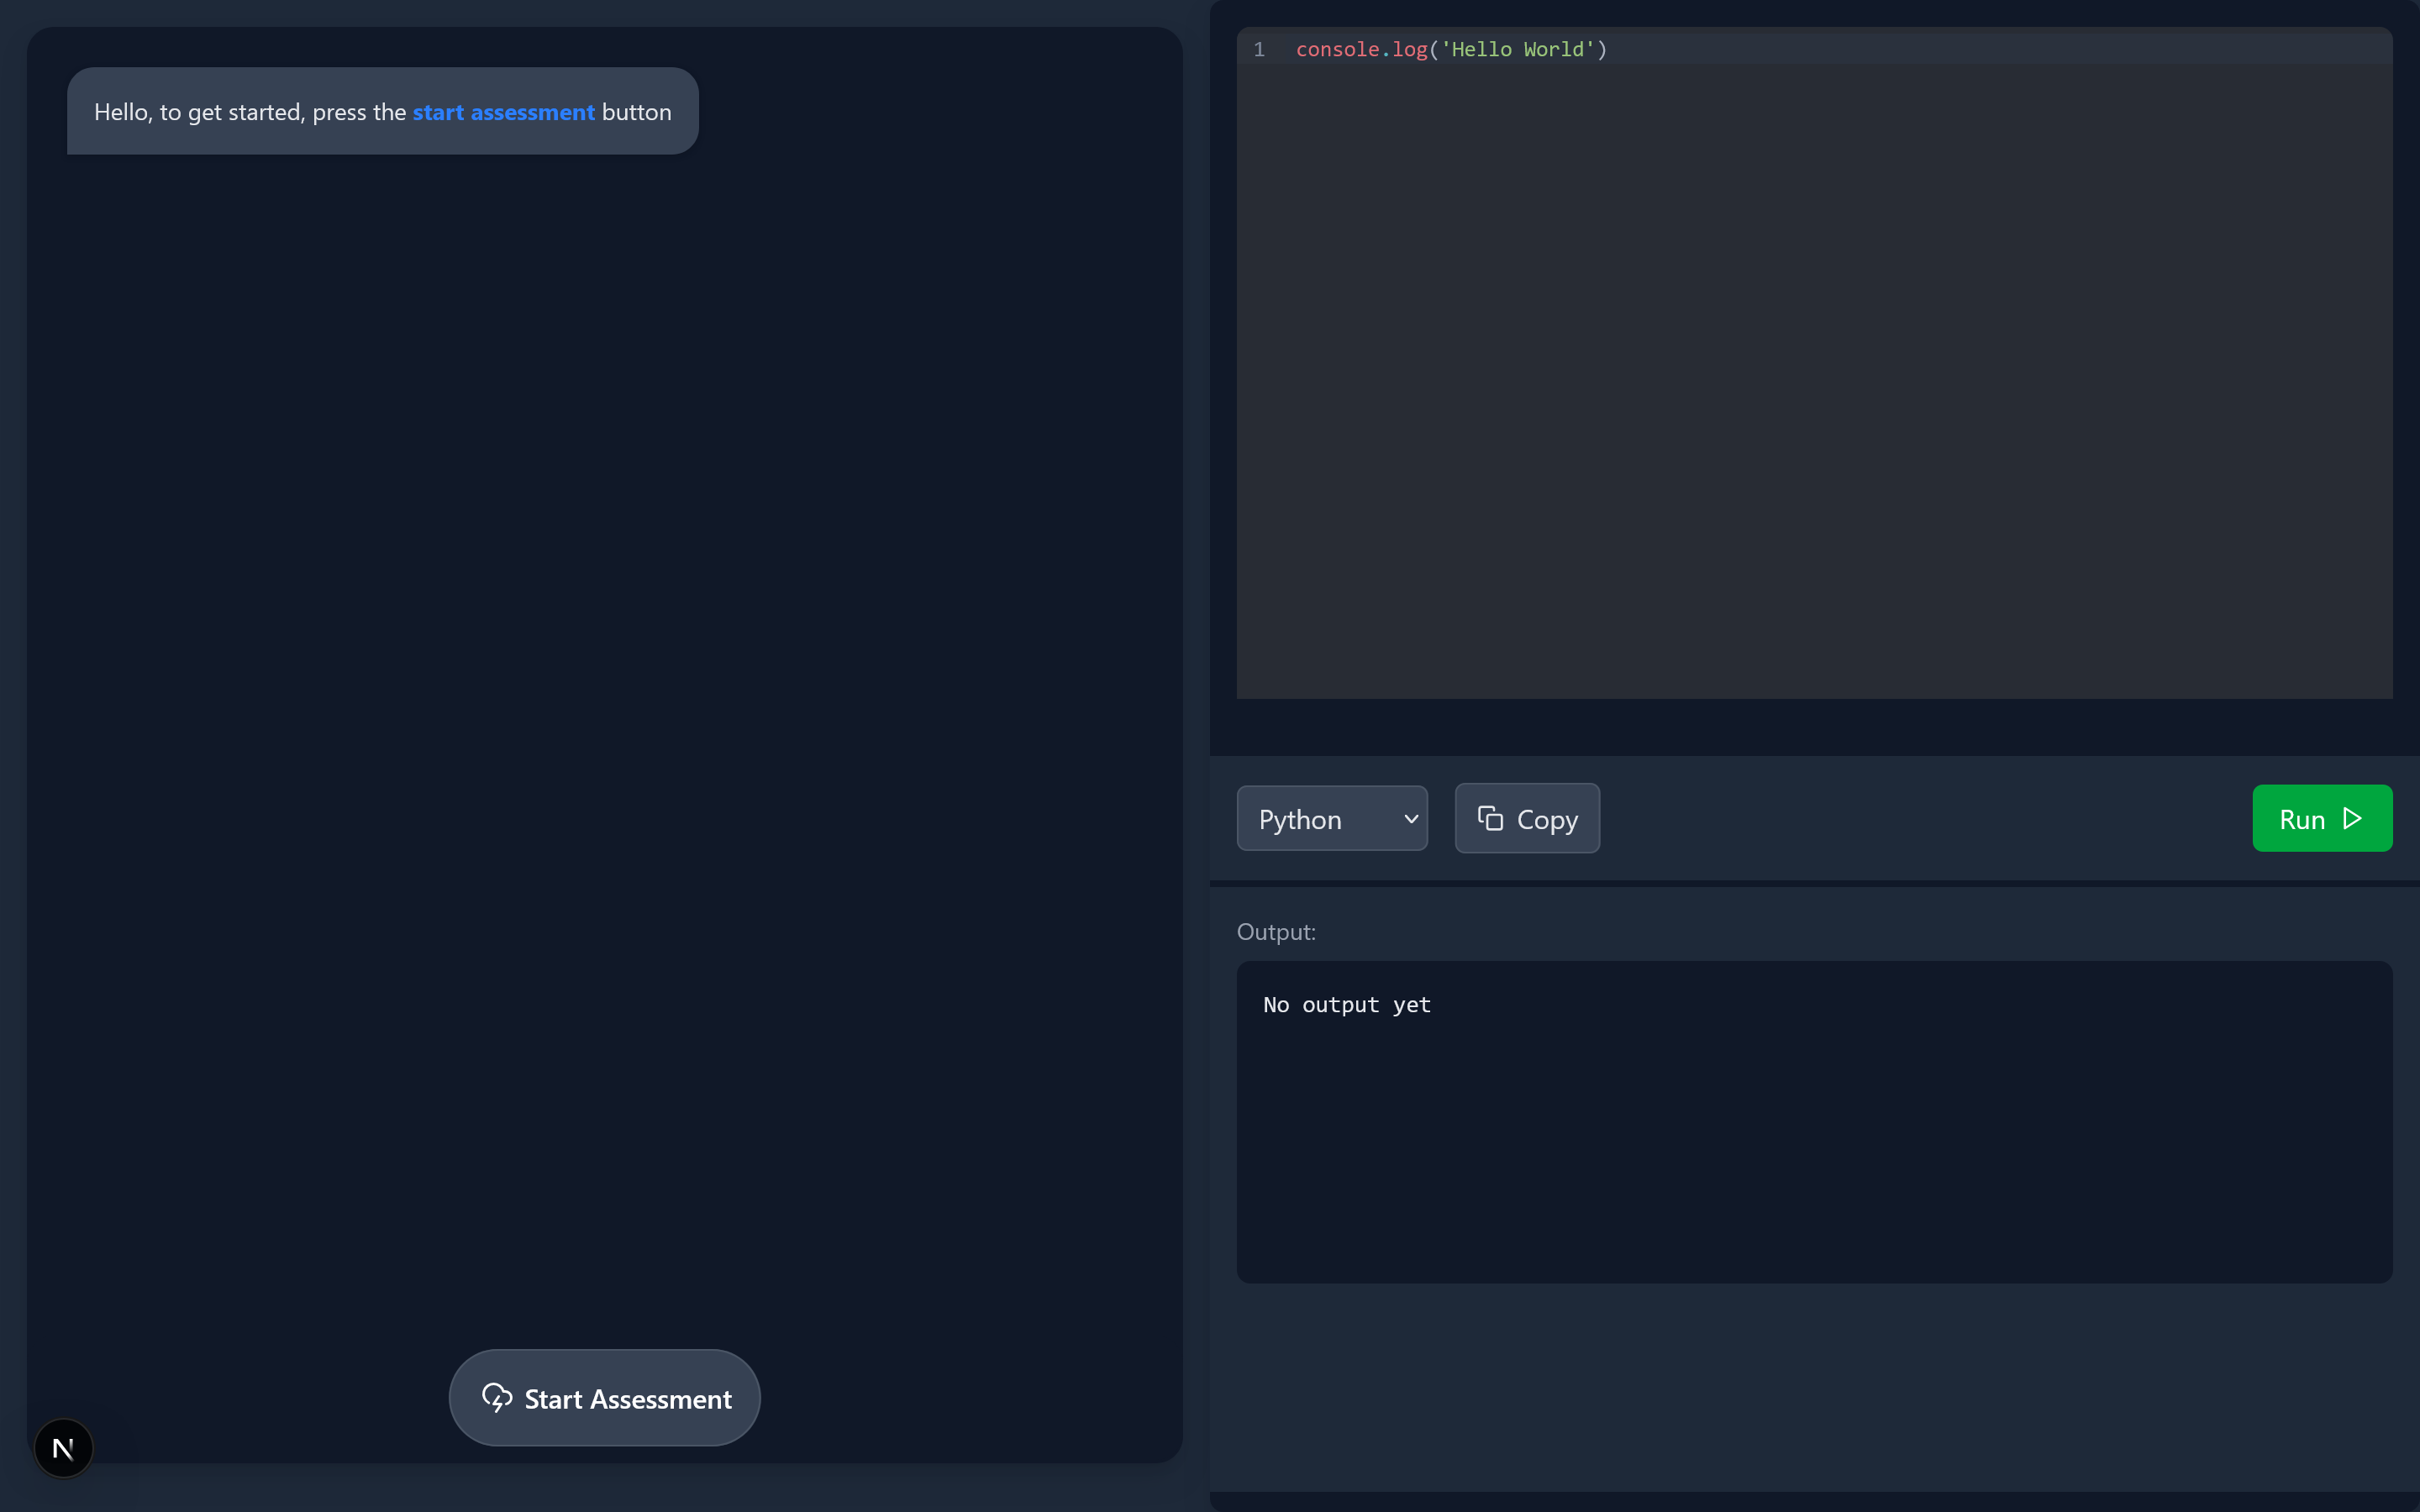 Hello, to get started, press the start assessment button
Start Assessment
N
1 console.log('Hello World')
Python
Copy
Run
Output:
No output yet